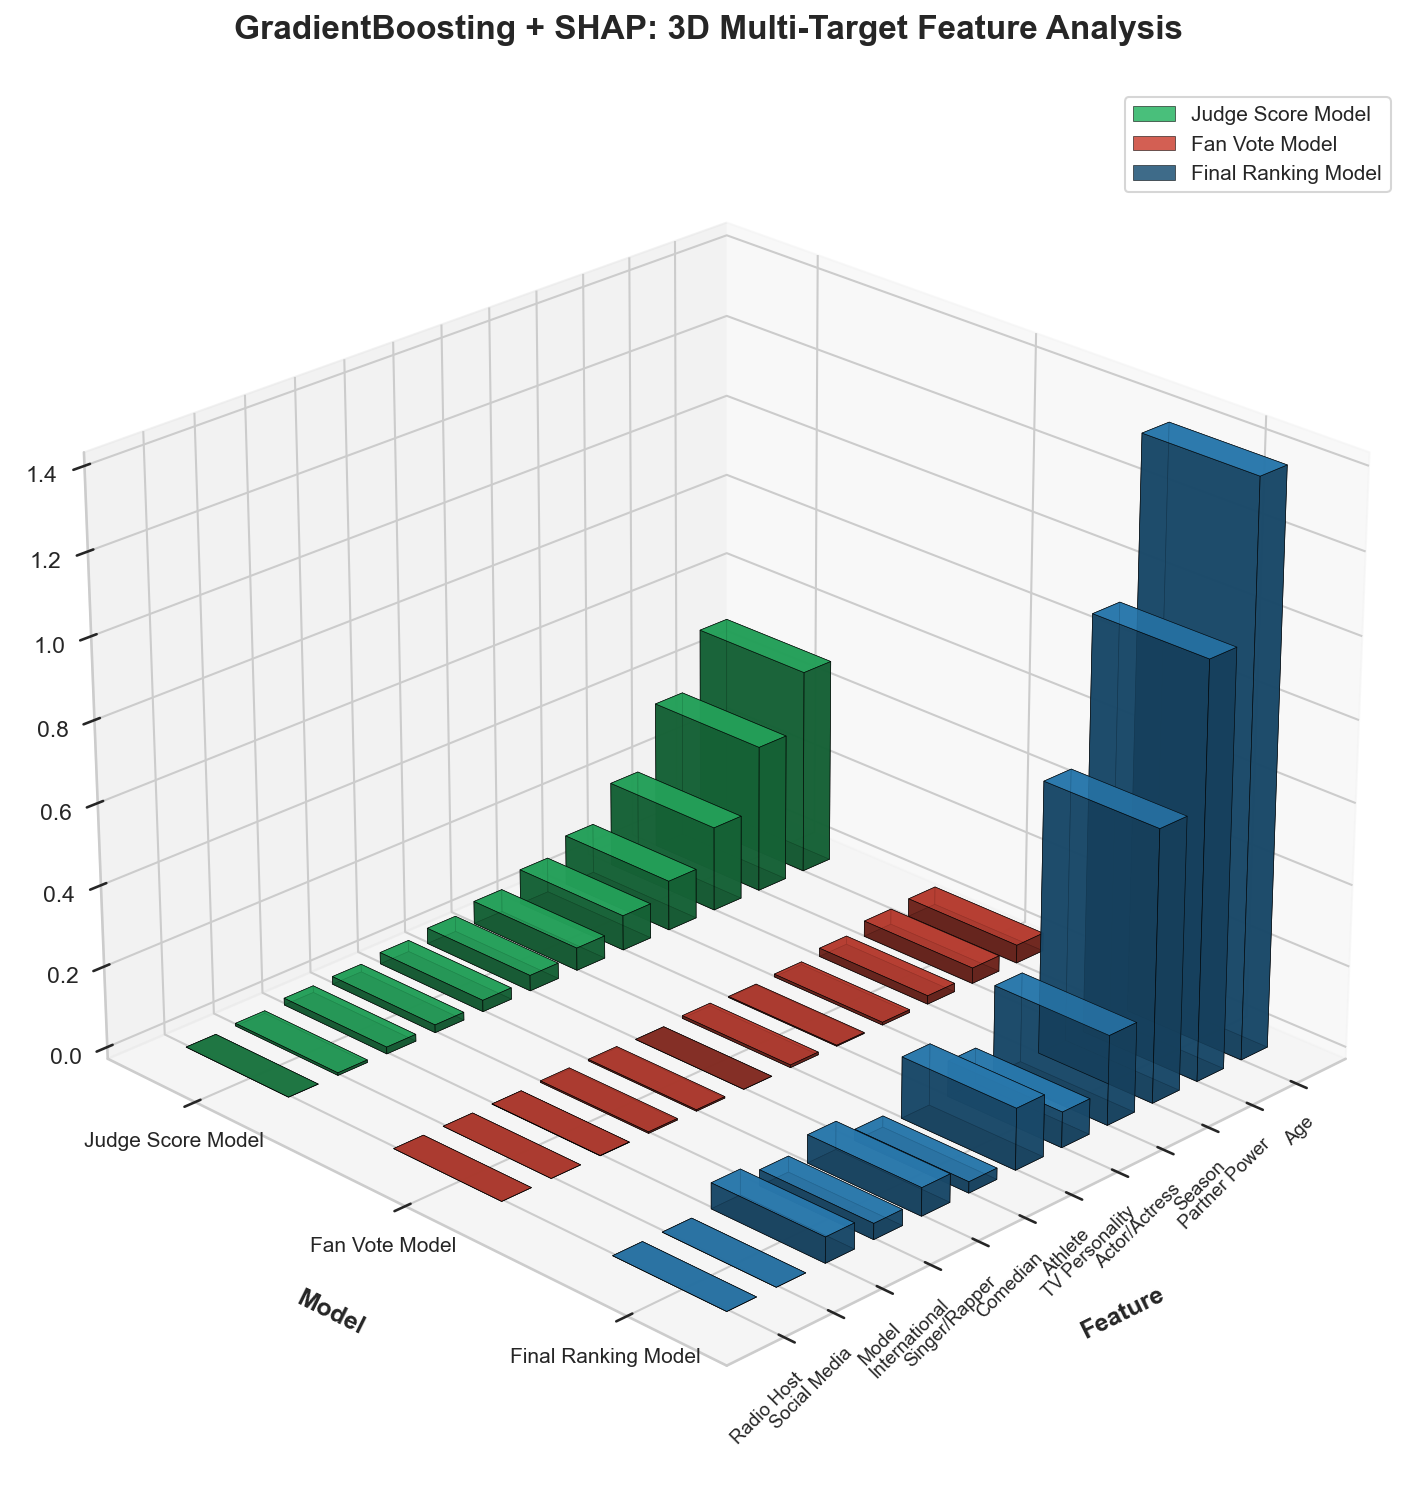 GradientBoosting + SHAP: 3D Multi-Target Feature Analysis
Judge Score Model
Fan Vote Model
Final Ranking Model
1.4
1.2
1.0
0.8
0.6
0.4
0.2
0.0
Judge Score Model
Fan Vote Model
Final Ranking Model
Model
Radio Host
Social Media
Model
International
Singer/Rapper
Comedian
Athlete
TV Personality
Actor/Actress
Season
Partner Power
Age
Feature